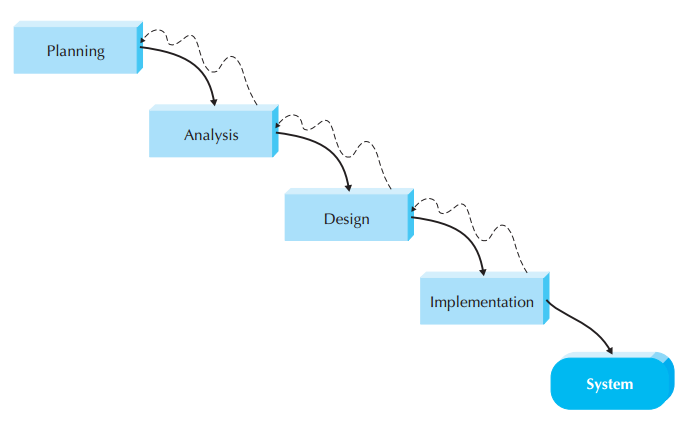 Planning
Analysis
Design
Implementation
System